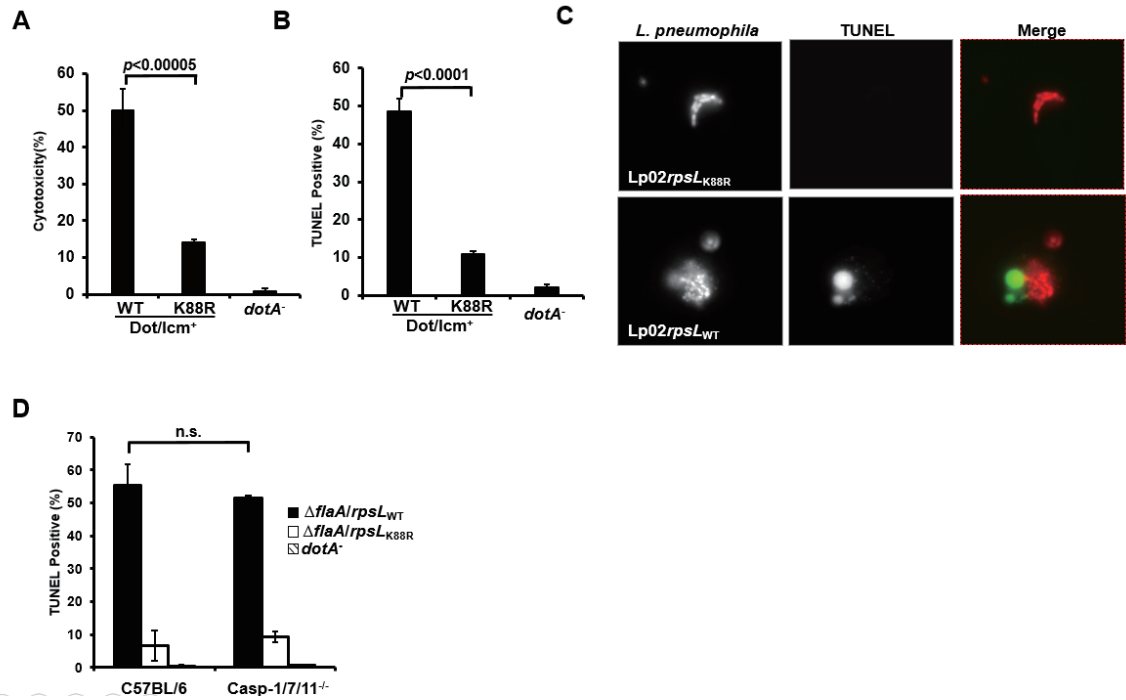 A
Cytotoxicity(%)
60
50
40
30
20
10
0
p<0.00005
WT K88R dotA-
Dot/Icm+
B
TUNEL Positive (%)
60
50
40
30
20
10
0
p<0.0001
WT K88R dotA-
Dot/Icm+
C
L. pneumophila TUNEL Merge
Lp02rpsLK88R
Lp02rpsLWT
D
TUNEL Positive (%)
70
60
50
40
30
20
10
0
n.s.
ΔflaA/rpsLWT
ΔflaA/rpsLK88R
dotA-
C57BL/6 Casp-1/7/11-/-